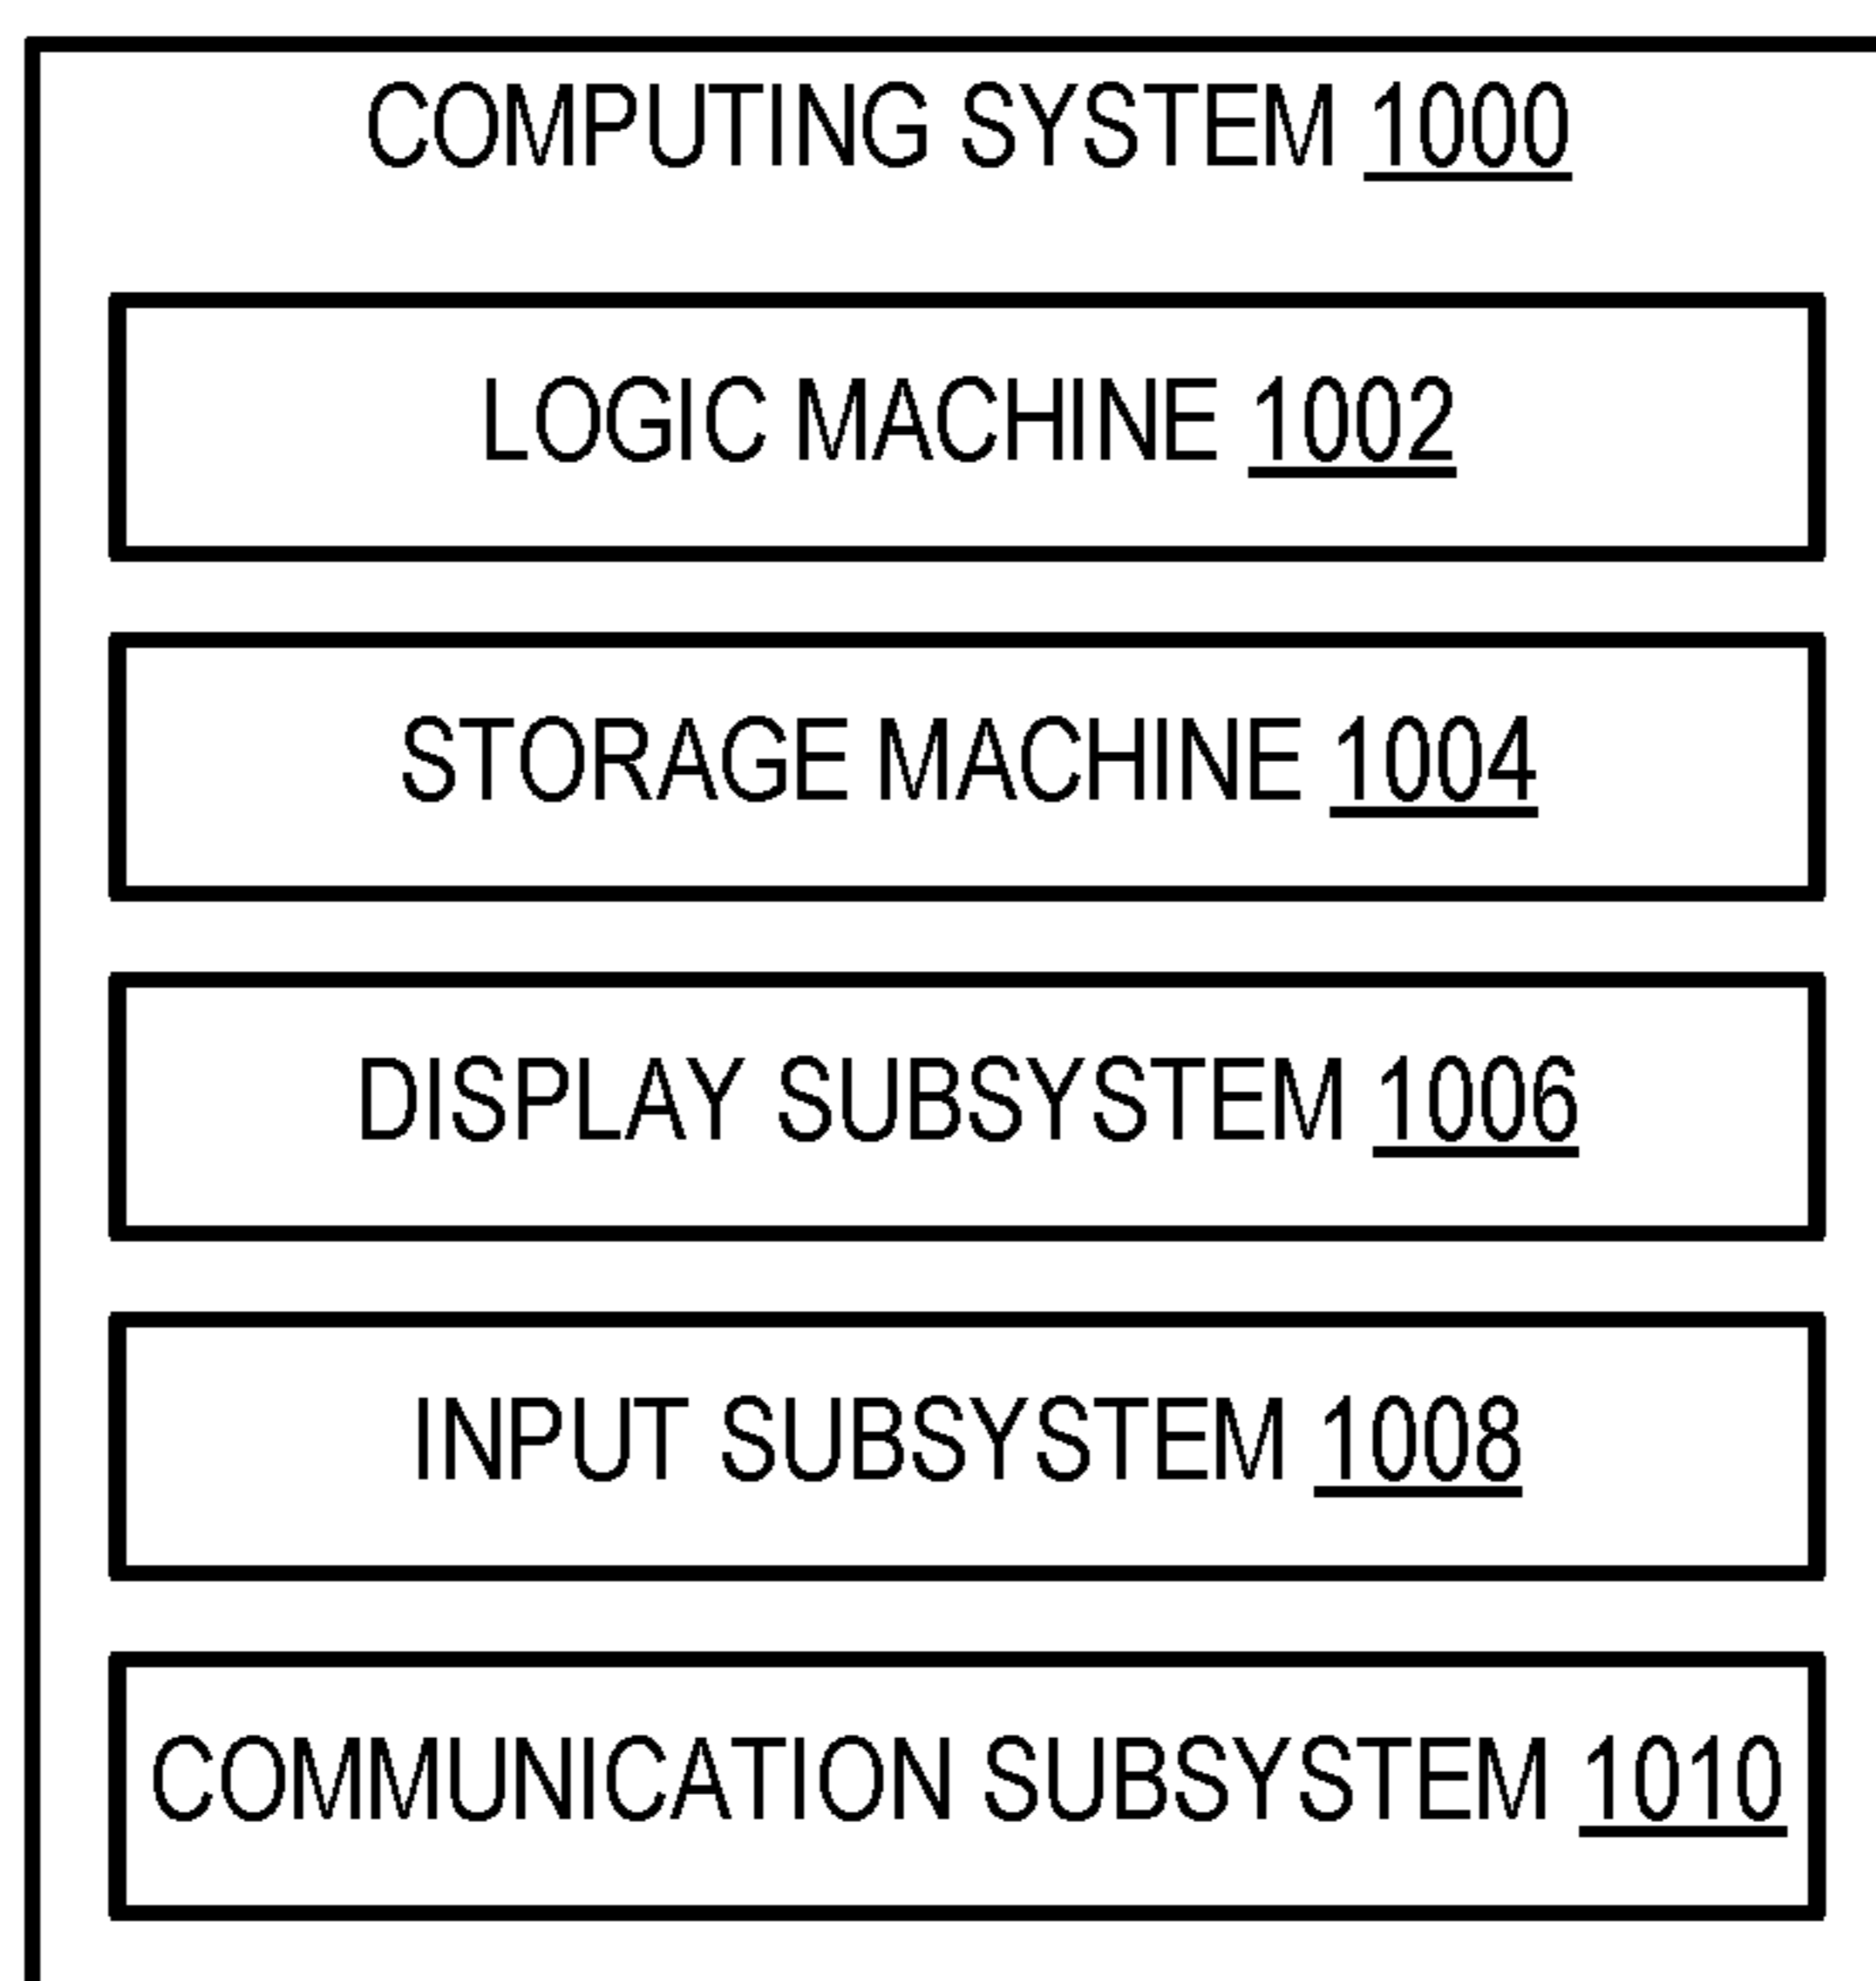 COMPUTING SYSTEM 1000
LOGIC MACHINE 1002
STORAGE MACHINE 1004
DISPLAY SUBSYSTEM 1006
INPUT SUBSYSTEM 1008
COMMUNICATION SUBSYSTEM 1010